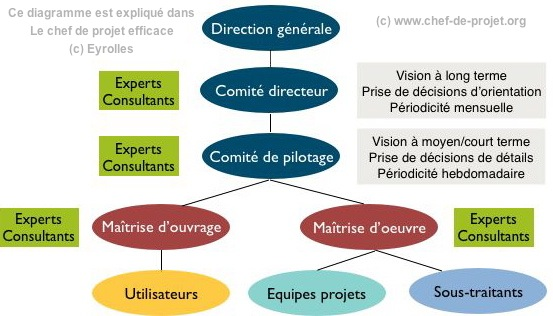 Ce diagramme est expliqué dans
Le chef de projet efficace
(c) Eyrolles
Direction générale
(c) www.chef-de-projet.org
Experts
Consultants
Comité directeur
Vision à long terme
Prise de décisions d'orientation
Périodicité mensuelle
Experts
Consultants
Comité de pilotage
Vision à moyen/court terme
Prise de décisions de détails
Périodicité hebdomadaire
Experts
Consultants
Maîtrise d'ouvrage
Maîtrise d'oeuvre
Experts
Consultants
Utilisateurs
Equipes projets
Sous-traitants